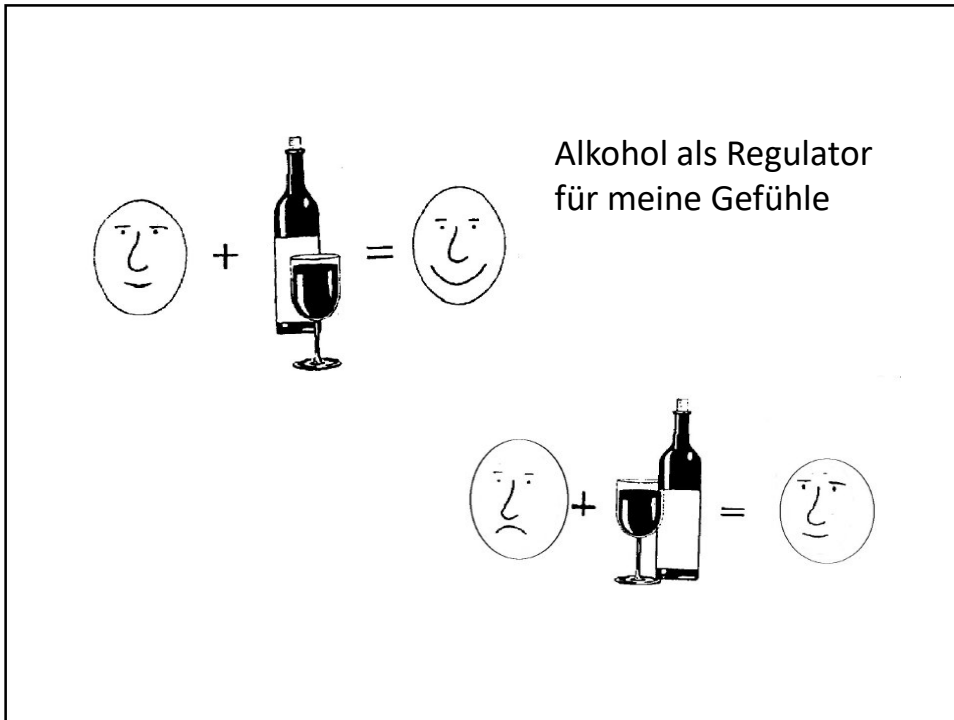 Alkohol als Regulator
für meine Gefühle
+ =
+ =